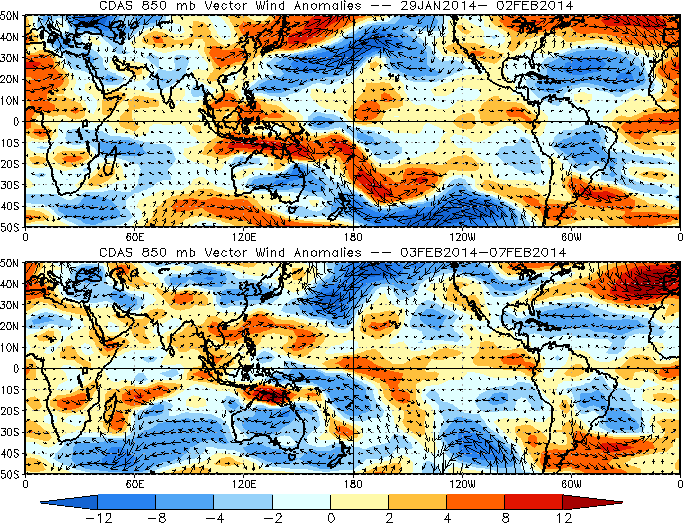 CDAS 850 mb Vector Wind Anomalies -- 29JAN2014- 02FEB2014
50N
40N
30N
20N
10N
0
10S
20S
30S
40S
50S
0 60E 120E 180 120W 60W 0
CDAS 850 mb Vector Wind Anomalies -- 03FEB2014-07FEB2014
50N
40N
30N
20N
10N
0
10S
20S
30S
40S
50S
0 60E 120E 180 120W 60W 0
-12 -8 -4 -2 0 2 4 8 12